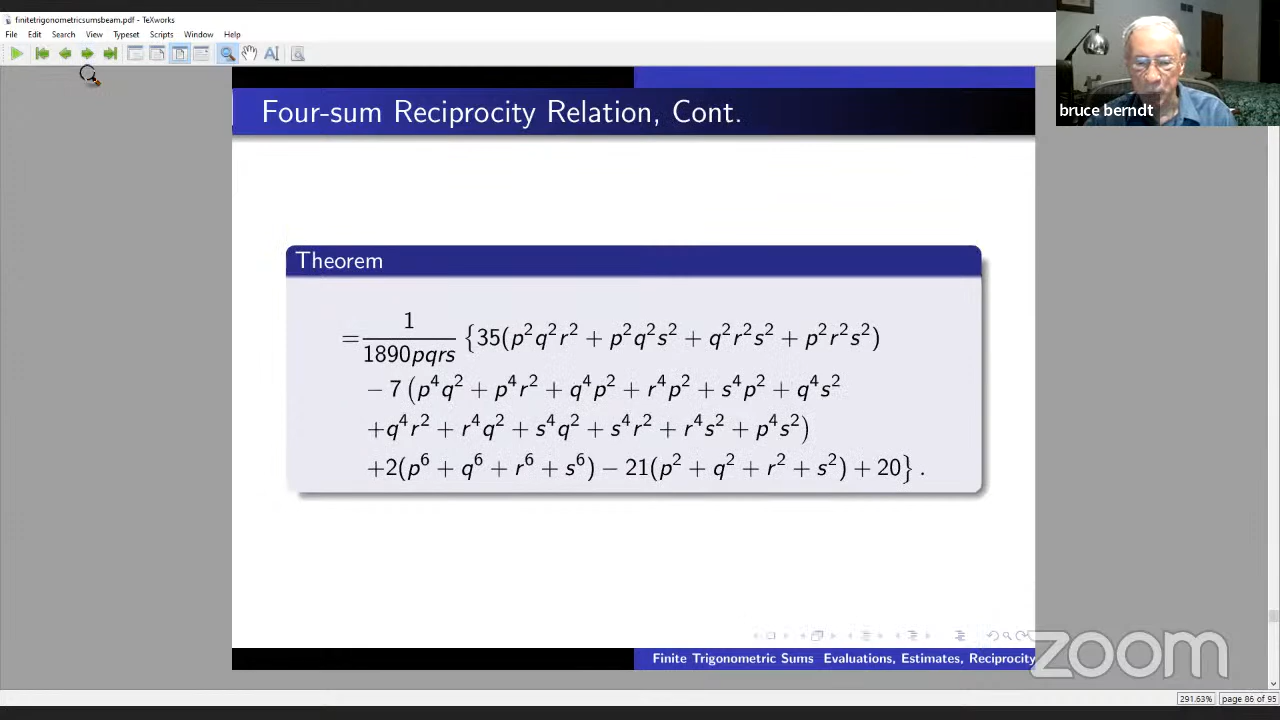 finitetrigonometricsumsbeam.pdf - TeXworks
File Edit Search View Typeset Scripts Window Help
bruce berndt
Four-sum Reciprocity Relation, Cont.
Theorem
= 1/1890pqrs {35(p²q²r² + p²q²s² + q²r²s² + p²r²s²)
− 7 (p⁴q² + p⁴r² + q⁴p² + r⁴p² + s⁴p² + q⁴s²
+q⁴r² + r⁴q² + s⁴q² + s⁴r² + r⁴s² + p⁴s²)
+2(p⁶ + q⁶ + r⁶ + s⁶) − 21(p² + q² + r² + s²) + 20} .
Finite Trigonometric Sums Evaluations, Estimates, Reciprocity
zoom
291.63% page 86 of 95